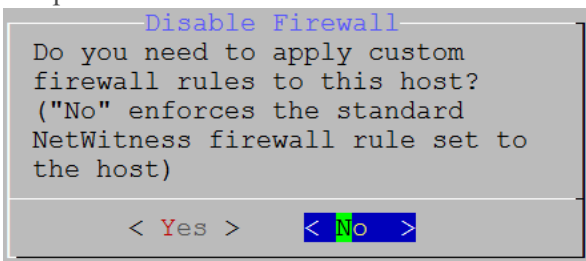 Disable Firewall
Do you need to apply custom
firewall rules to this host?
("No" enforces the standard
NetWitness firewall rule set to
the host)
< Yes > < No >